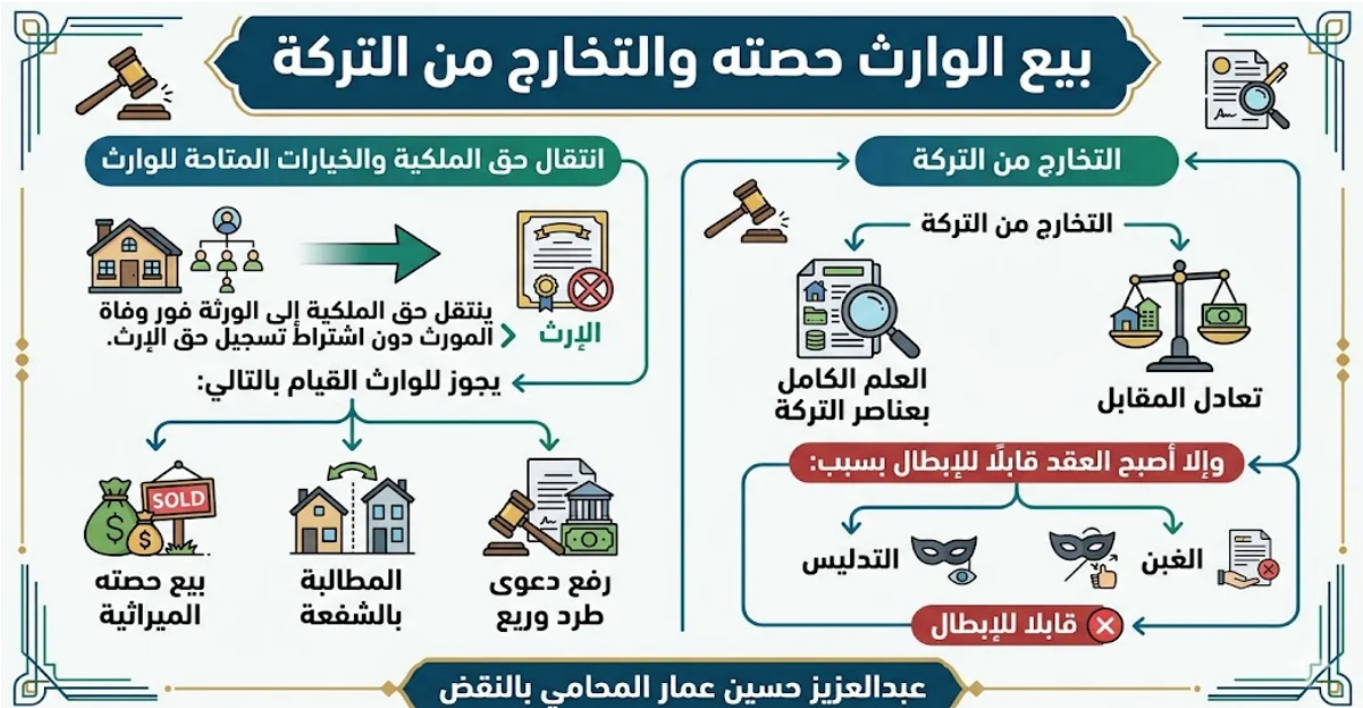 بيع الوارث حصته والتخارج من التركة
التخارج من التركة
التخارج من التركة
تعادل المقابل
العلم الكامل
بعناصر التركة
وإلا أصبح العقد قابلًا للإبطال بسبب:
الغبن
التدليس
قابلا للإبطال
انتقال حق الملكية والخيارات المتاحة للوارث
الإرث
ينتقل حق الملكية إلى الورثة فور وفاة
المورث دون اشتراط تسجيل حق الإرث.
يجوز للوارث القيام بالتالي:
رفع دعوى
طرد وريع
المطالبة
بالشفعة
SOLD
بيع حصته
الميراثية
عبدالعزيز حسين عمار المحامي بالنقض